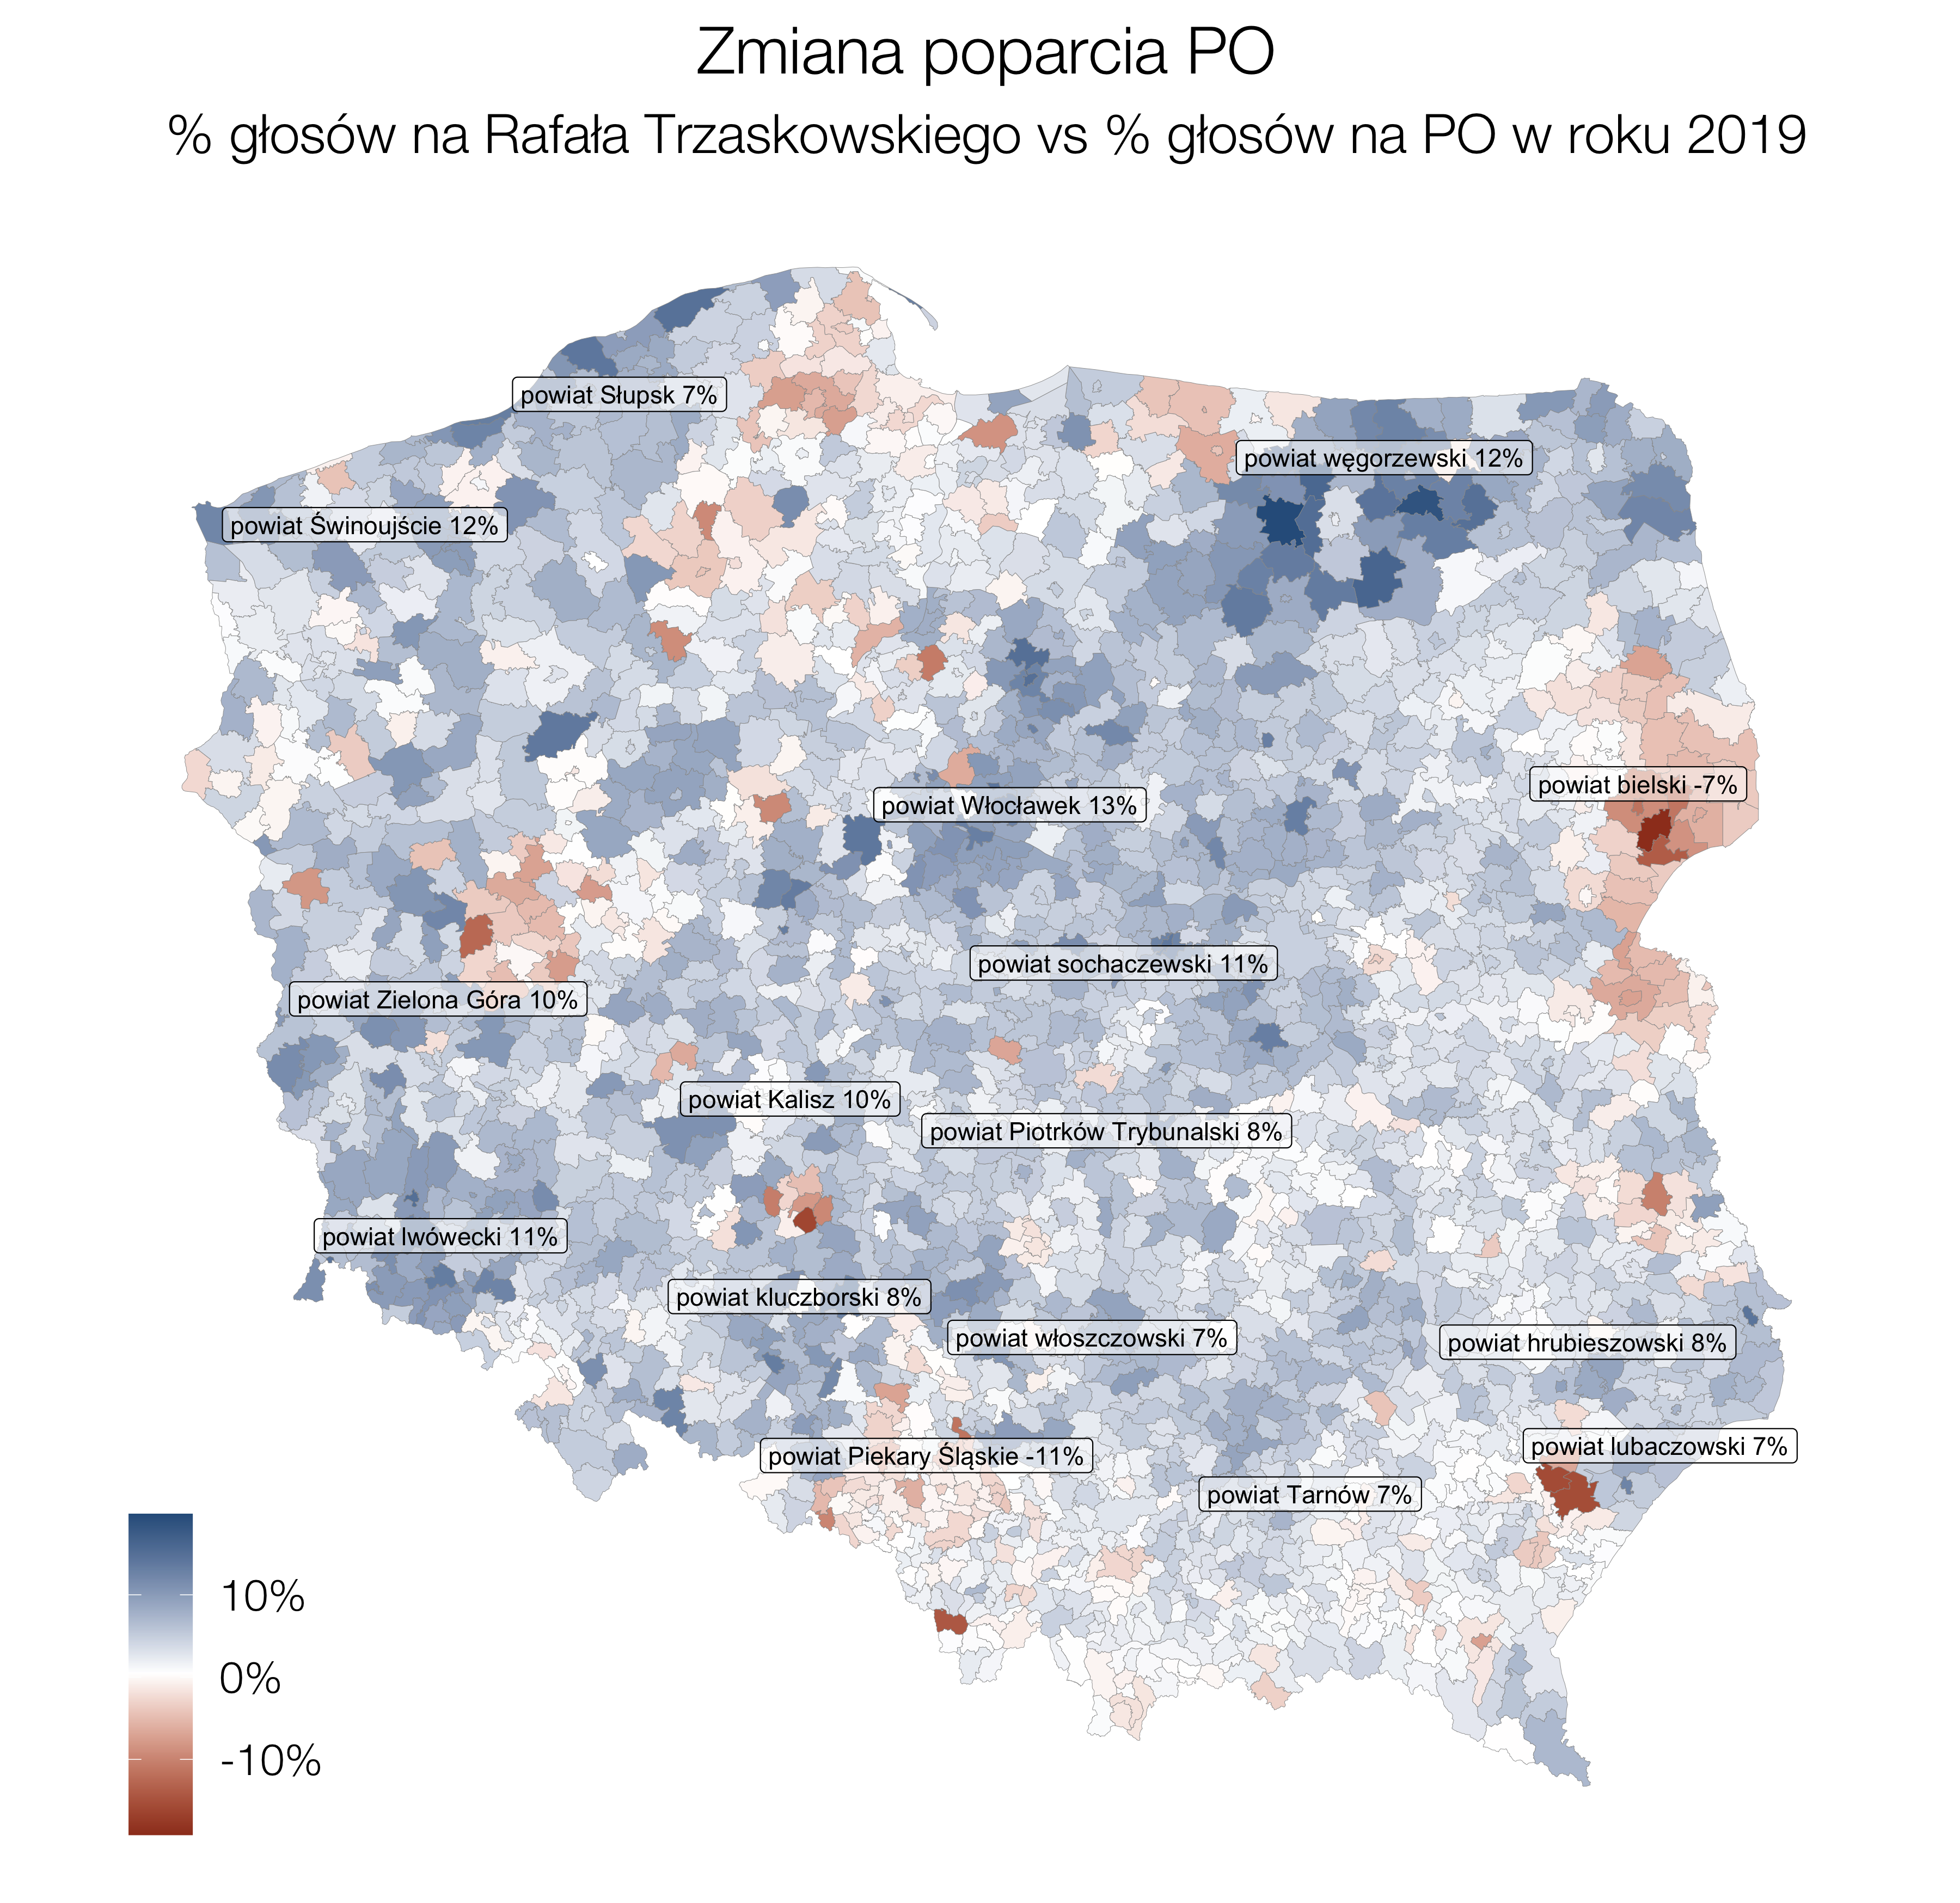 Zmiana poparcia PO
% głosów na Rafała Trzaskowskiego vs % głosów na PO w roku 2019
powiat Słupsk 7%
powiat węgorzewski 12%
powiat Świnoujście 12%
powiat bielski -7%
powiat Włocławek 13%
powiat sochaczewski 11%
powiat Zielona Góra 10%
powiat Kalisz 10%
powiat Piotrków Trybunalski 8%
powiat lwówecki 11%
powiat kluczborski 8%
powiat włoszczowski 7%
powiat hrubieszowski 8%
powiat lubaczowski 7%
powiat Piekary Śląskie -11%
powiat Tarnów 7%
10%
0%
-10%